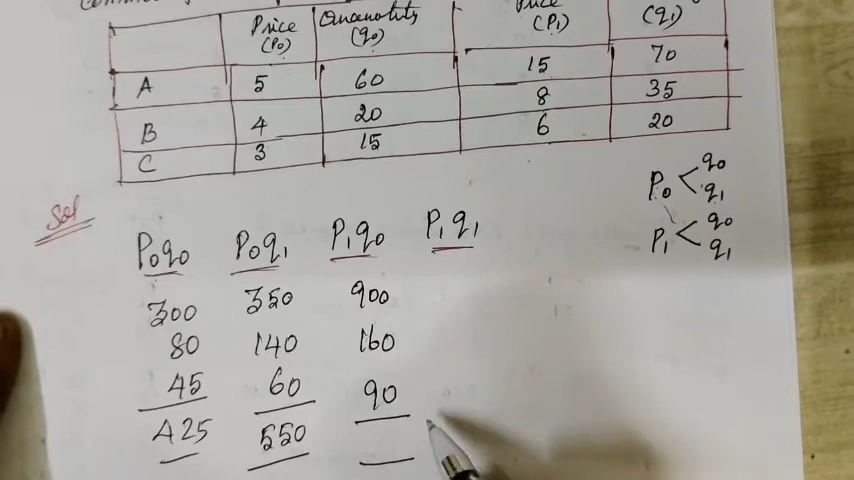 Price Quanatity Price
(P₀) (q₀) (P₁) (q₁)
A 5 60 15 70
B 4 20 8 35
C 3 15 6 20
Sol
P₀ < q₀ q₁
P₁ < q₀ q₁
P₀q₀ P₀q₁ P₁q₀ P₁q₁
300 350 900
80 140 160
45 60 90
425 550